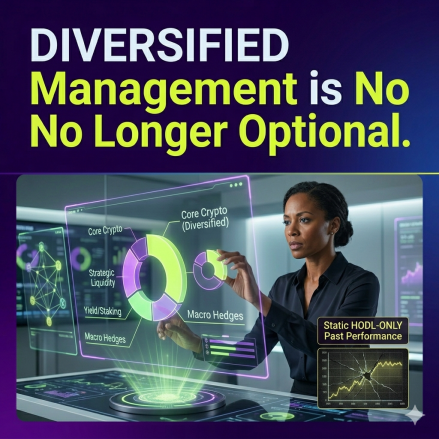 DIVERSIFIED
Management is No
No Longer Optional.
Core Crypto
Core Crypto
(Diversified)
Strategic
Liquidity
Yield/Staking
Macro Hedges
Macro Hedges
Static HODL-ONLY
Past Performance